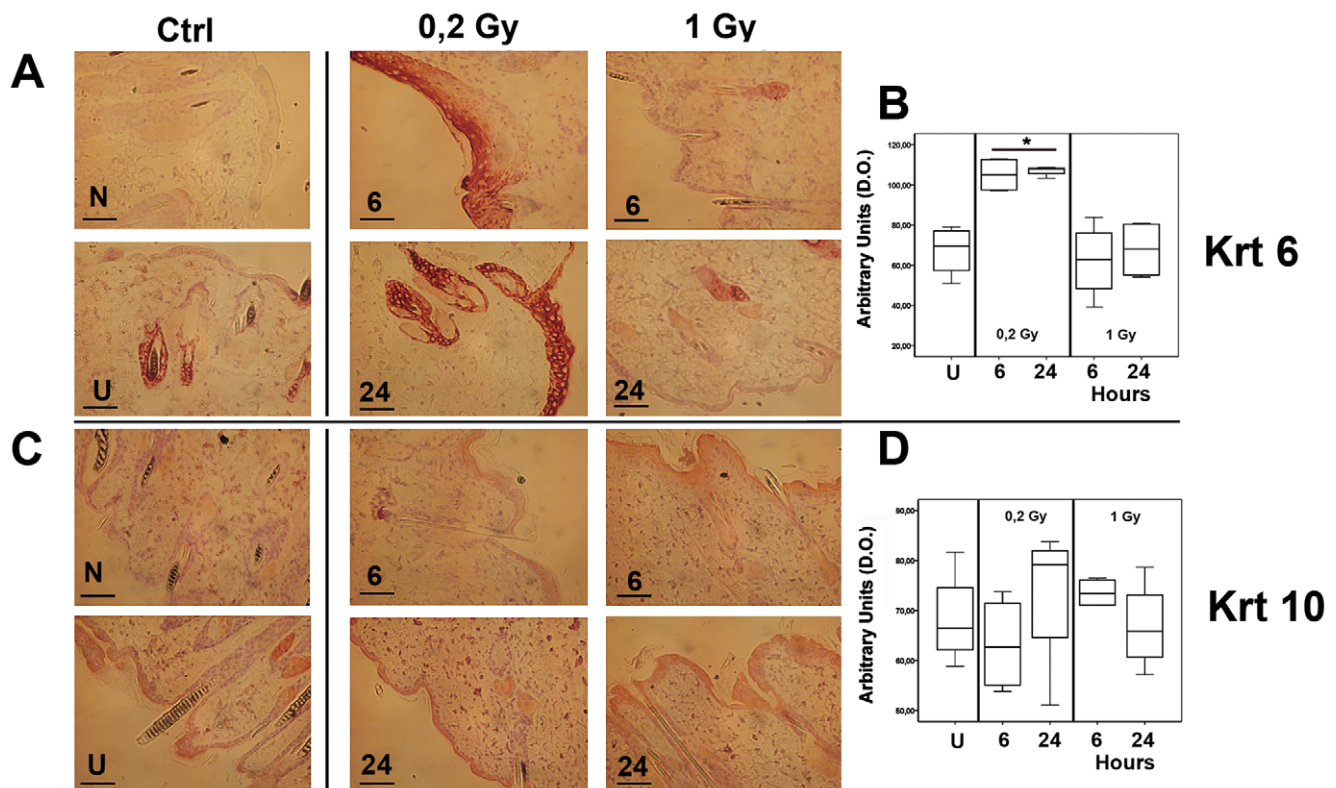 Ctrl
0,2 Gy
1 Gy
A
N
6
6
U
24
24
B
Arbitrary Units (D.O.)
120,00
100,00
80,00
60,00
40,00
20,00
*
0,2 Gy
1 Gy
U
6
24
6
24
Hours
Krt 6
C
N
6
6
U
24
24
D
Arbitrary Units (D.O.)
90,00
80,00
70,00
60,00
50,00
0,2 Gy
1 Gy
U
6
24
6
24
Hours
Krt 10